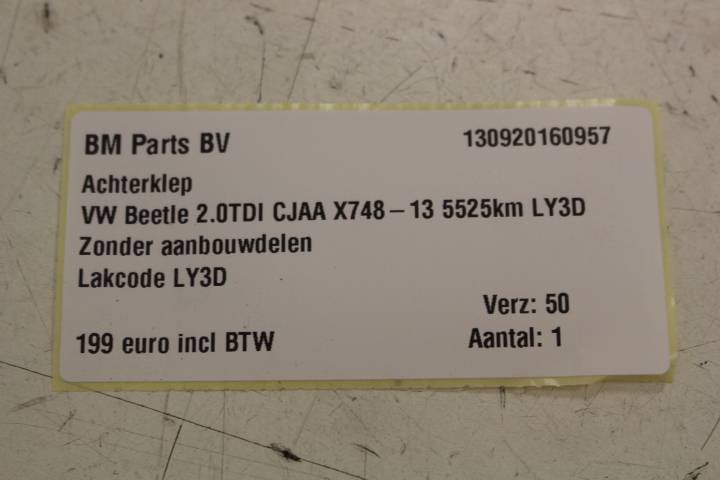 BM Parts BV 130920160957
Achterklep
VW Beetle 2.0TDI CJAA X748 – 13 5525km LY3D
Zonder aanbouwdelen
Lakcode LY3D
Verz: 50
199 euro incl BTW Aantal: 1